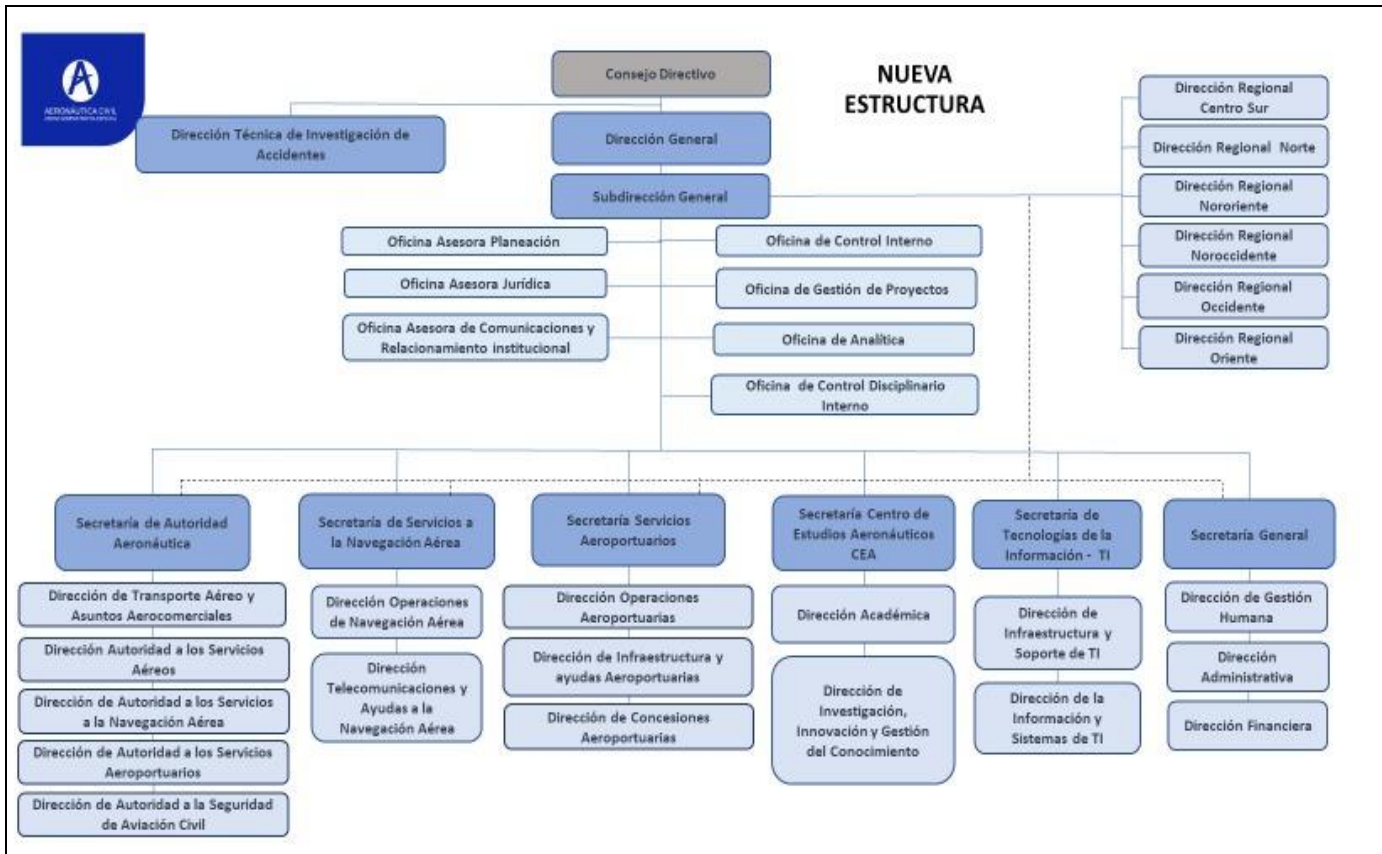 AERONÁUTICA CIVIL
UNIDAD ADMINISTRATIVA ESPECIAL
Consejo Directivo
NUEVA
ESTRUCTURA
Dirección Técnica de Investigación de
Accidentes
Dirección General
Subdirección General
Dirección Regional
Centro Sur
Dirección Regional Norte
Dirección Regional
Nororiente
Dirección Regional
Noroccidente
Dirección Regional
Occidente
Dirección Regional
Oriente
Oficina Asesora Planeación
Oficina de Control Interno
Oficina Asesora Jurídica
Oficina de Gestión de Proyectos
Oficina Asesora de Comunicaciones y
Relacionamiento institucional
Oficina de Analítica
Oficina de Control Disciplinario
Interno
Secretaría de Autoridad
Aeronáutica
Dirección de Transporte Aéreo y
Asuntos Aerocomerciales
Dirección Autoridad a los Servicios
Aéreos
Dirección de Autoridad a los Servicios
a la Navegación Aérea
Dirección de Autoridad a los Servicios
Aeroportuarios
Dirección de Autoridad a la Seguridad
de Aviación Civil
Secretaría de Servicios a
la Navegación Aérea
Dirección Operaciones
de Navegación Aérea
Dirección
Telecomunicaciones y
Ayudas a la
Navegación Aérea
Secretaría Servicios
Aeroportuarios
Dirección Operaciones
Aeroportuarias
Dirección de Infraestructura y
ayudas Aeroportuarias
Dirección de Concesiones
Aeroportuarias
Secretaría Centro de
Estudios Aeronáuticos
CEA
Dirección Académica
Dirección de
Investigación,
Innovación y Gestión
del Conocimiento
Secretaría de
Tecnologías de la
Información - TI
Dirección de
Infraestructura y
Soporte de TI
Dirección de la
Información y
Sistemas de TI
Secretaría General
Dirección de Gestión
Humana
Dirección
Administrativa
Dirección Financiera